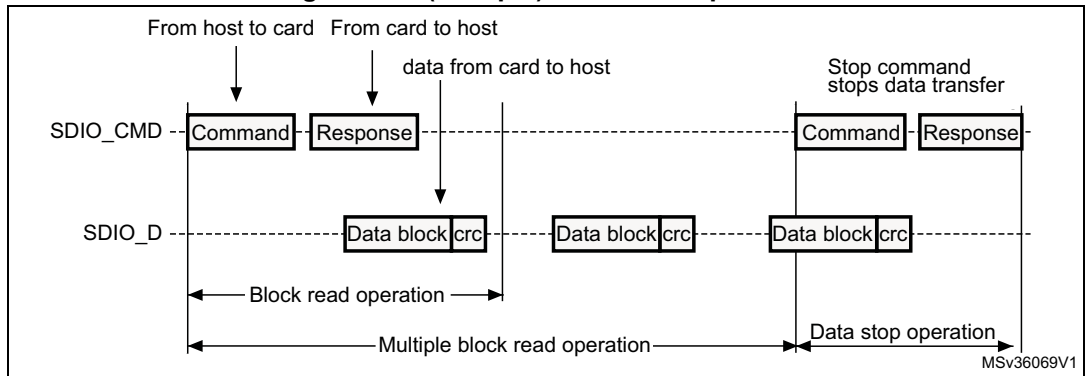 From host to card From card to host
data from card to host
Stop command
stops data transfer
SDIO_CMD Command Response Command Response
SDIO_D Data block crc Data block crc Data block crc
Block read operation
Multiple block read operation Data stop operation
MSv36069V1